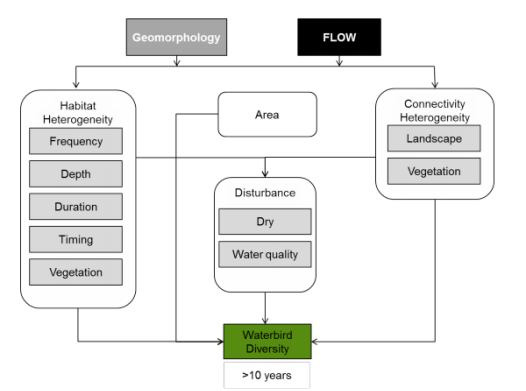 Geomorphology
FLOW
Habitat
Heterogeneity
Frequency
Depth
Duration
Timing
Vegetation
Area
Connectivity
Heterogeneity
Landscape
Vegetation
Disturbance
Dry
Water quality
Waterbird
Diversity
>10 years